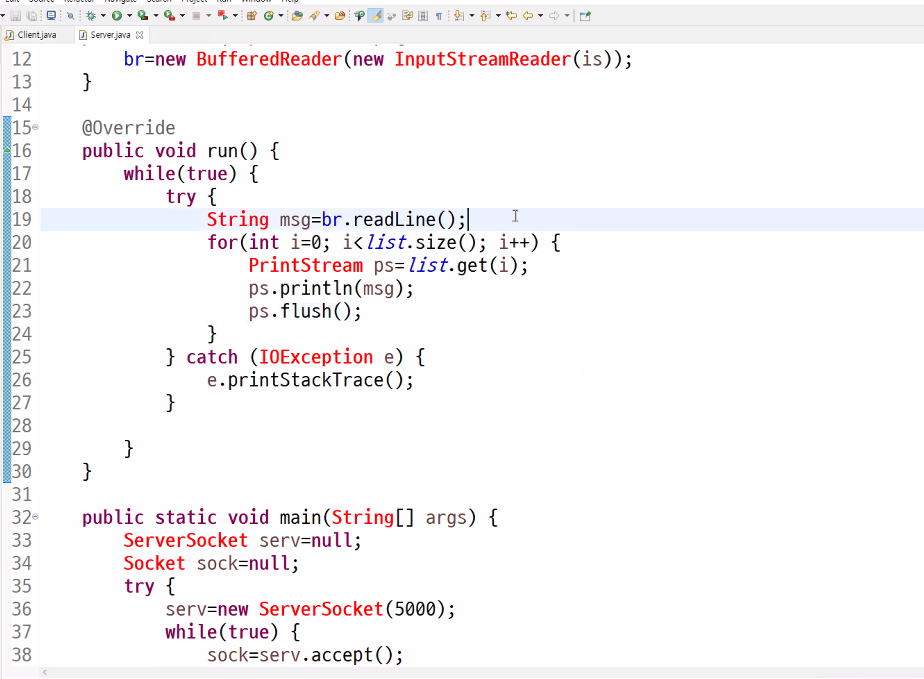 Client.java Server.java
12 br=new BufferedReader(new InputStreamReader(is));
13 }
14
15 @Override
16 public void run() {
17 while(true) {
18 try {
19 String msg=br.readLine();
20 for(int i=0; i<list.size(); i++) {
21 PrintStream ps=list.get(i);
22 ps.println(msg);
23 ps.flush();
24 }
25 } catch (IOException e) {
26 e.printStackTrace();
27 }
28
29 }
30 }
31
32 public static void main(String[] args) {
33 ServerSocket serv=null;
34 Socket sock=null;
35 try {
36 serv=new ServerSocket(5000);
37 while(true) {
38 sock=serv.accept();